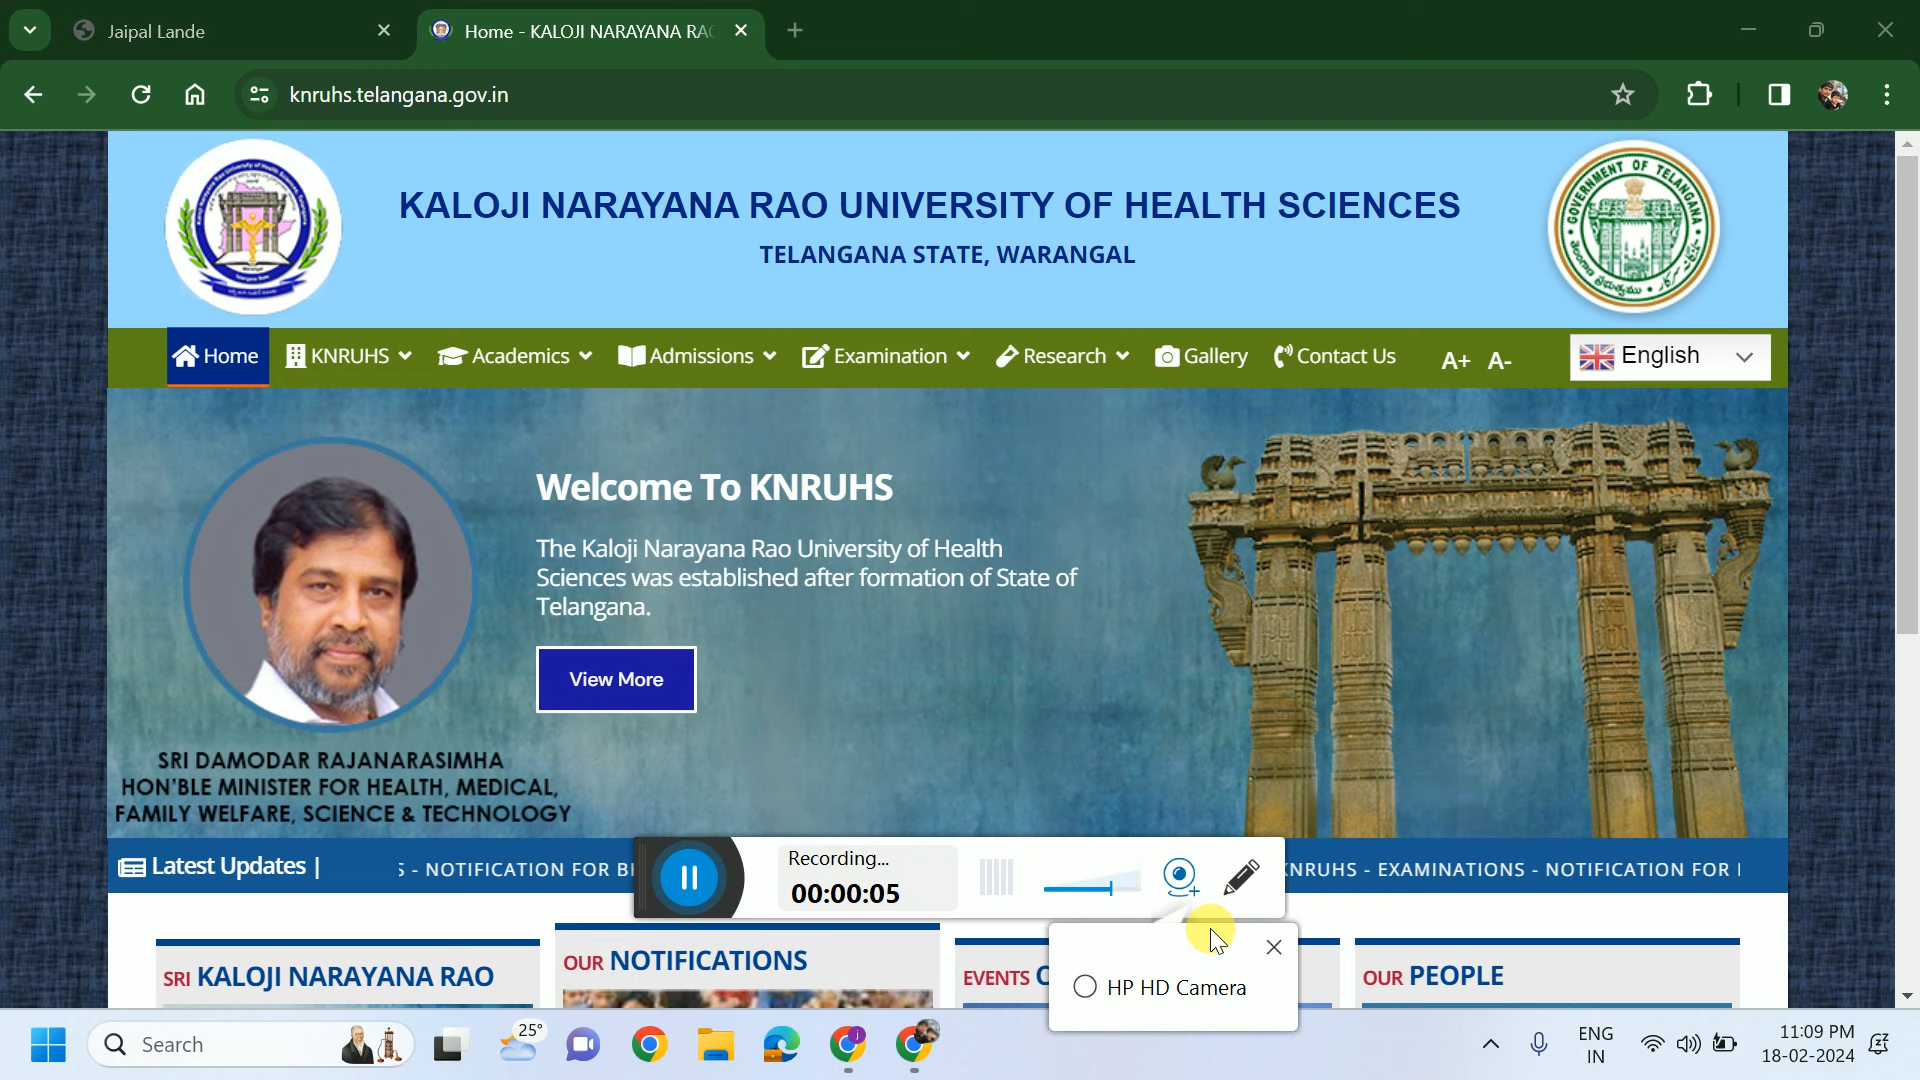 Jaipal Lande
Home - KALOJI NARAYANA RAO
knruhs.telangana.gov.in
KALOJI NARAYANA RAO UNIVERSITY OF HEALTH SCIENCES
TELANGANA STATE, WARANGAL
GOVERNMENT OF TELANGANA
Home
KNRUHS
Academics
Admissions
Examination
Research
Gallery
Contact Us
A+ A-
English
Welcome To KNRUHS
The Kaloji Narayana Rao University of Health
Sciences was established after formation of State of
Telangana.
View More
SRI DAMODAR RAJANARASIMHA
HON'BLE MINISTER FOR HEALTH, MEDICAL,
FAMILY WELFARE, SCIENCE & TECHNOLOGY
Latest Updates |
- NOTIFICATION FOR
KNRUHS - EXAMINATIONS - NOTIFICATION FOR
Recording...
00:00:05
HP HD Camera
SRI KALOJI NARAYANA RAO
OUR NOTIFICATIONS
EVENTS
OUR PEOPLE
Search
25°
ENG
IN
11:09 PM
18-02-2024